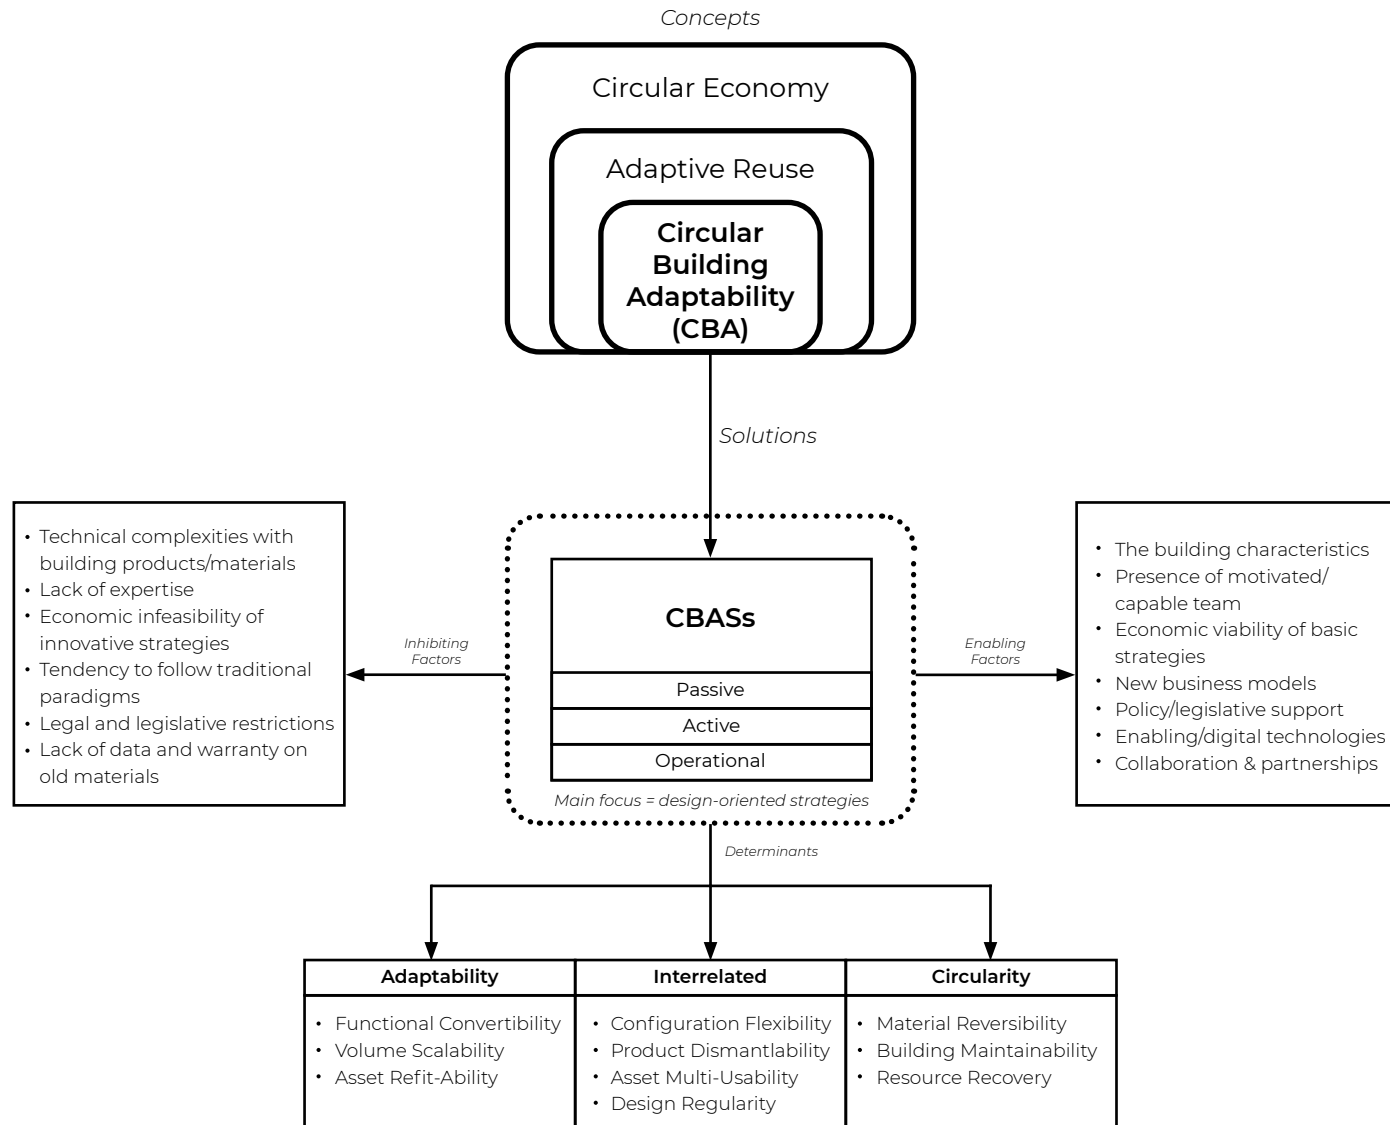 Concepts
Circular Economy
Adaptive Reuse
Circular
Building
Adaptability
(CBA)
Solutions
• Technical complexities with
building products/materials
• Lack of expertise
• Economic infeasibility of
innovative strategies
• Tendency to follow traditional
paradigms
• Legal and legislative restrictions
• Lack of data and warranty on
old materials
Inhibiting
Factors
CBASs
Passive
Active
Operational
Main focus = design-oriented strategies
Enabling
Factors
• The building characteristics
• Presence of motivated/
capable team
• Economic viability of basic
strategies
• New business models
• Policy/legislative support
• Enabling/digital technologies
• Collaboration & partnerships
Determinants
Adaptability
• Functional Convertibility
• Volume Scalability
• Asset Refit-Ability
Interrelated
• Configuration Flexibility
• Product Dismantlability
• Asset Multi-Usability
• Design Regularity
Circularity
• Material Reversibility
• Building Maintainability
• Resource Recovery